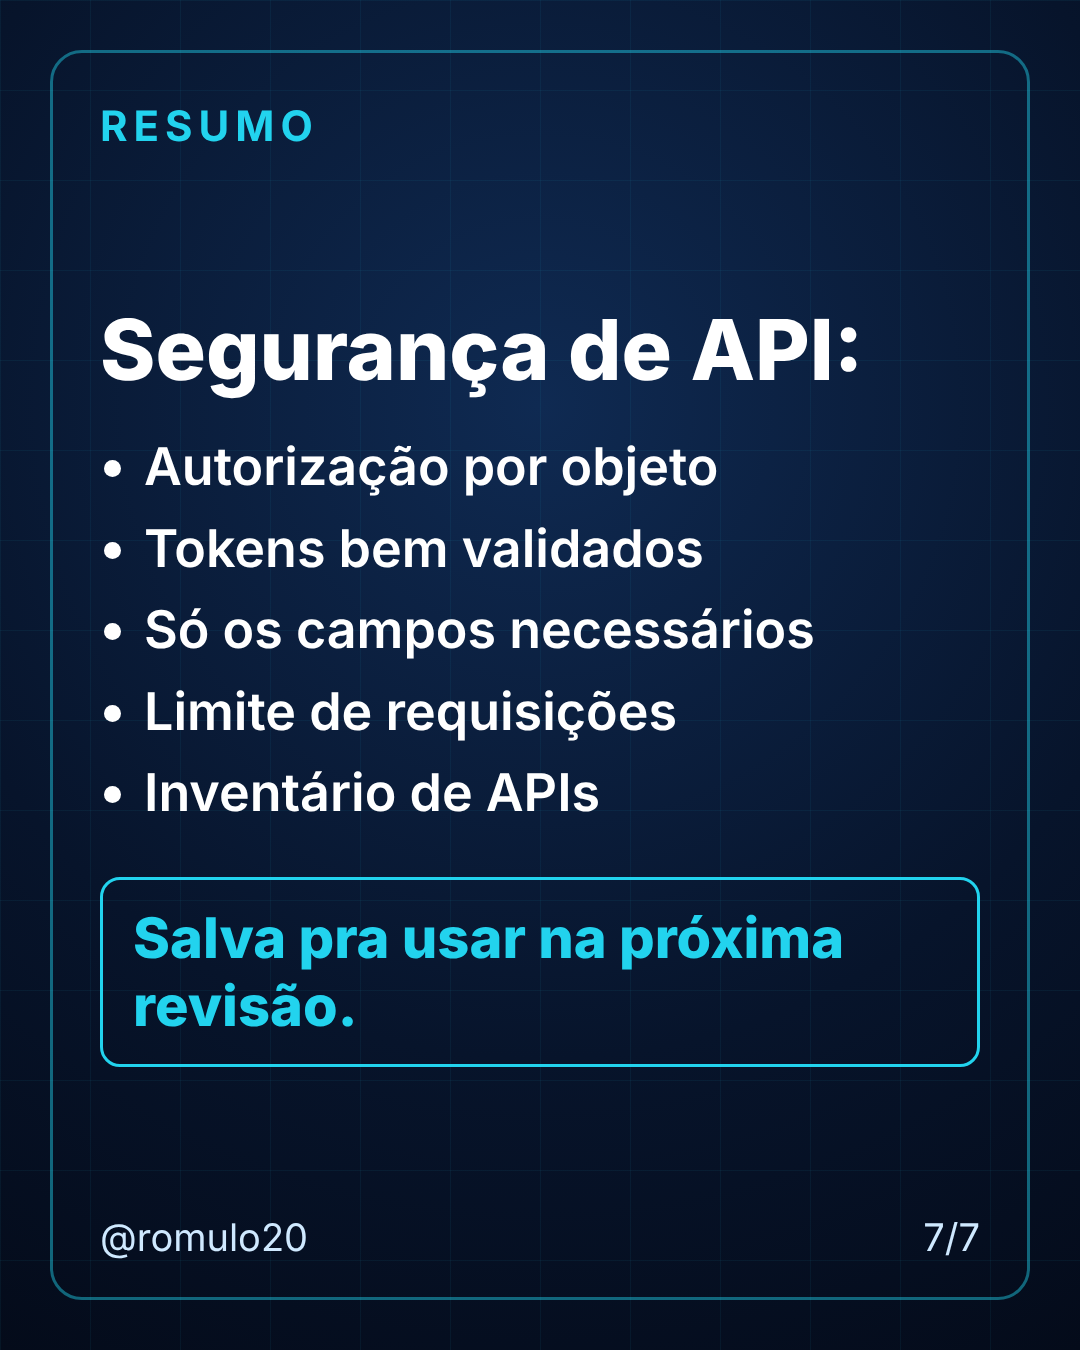 RESUMO
Segurança de API:
• Autorização por objeto
• Tokens bem validados
• Só os campos necessários
• Limite de requisições
• Inventário de APIs
Salva pra usar na próxima
revisão.
@romulo20
7/7